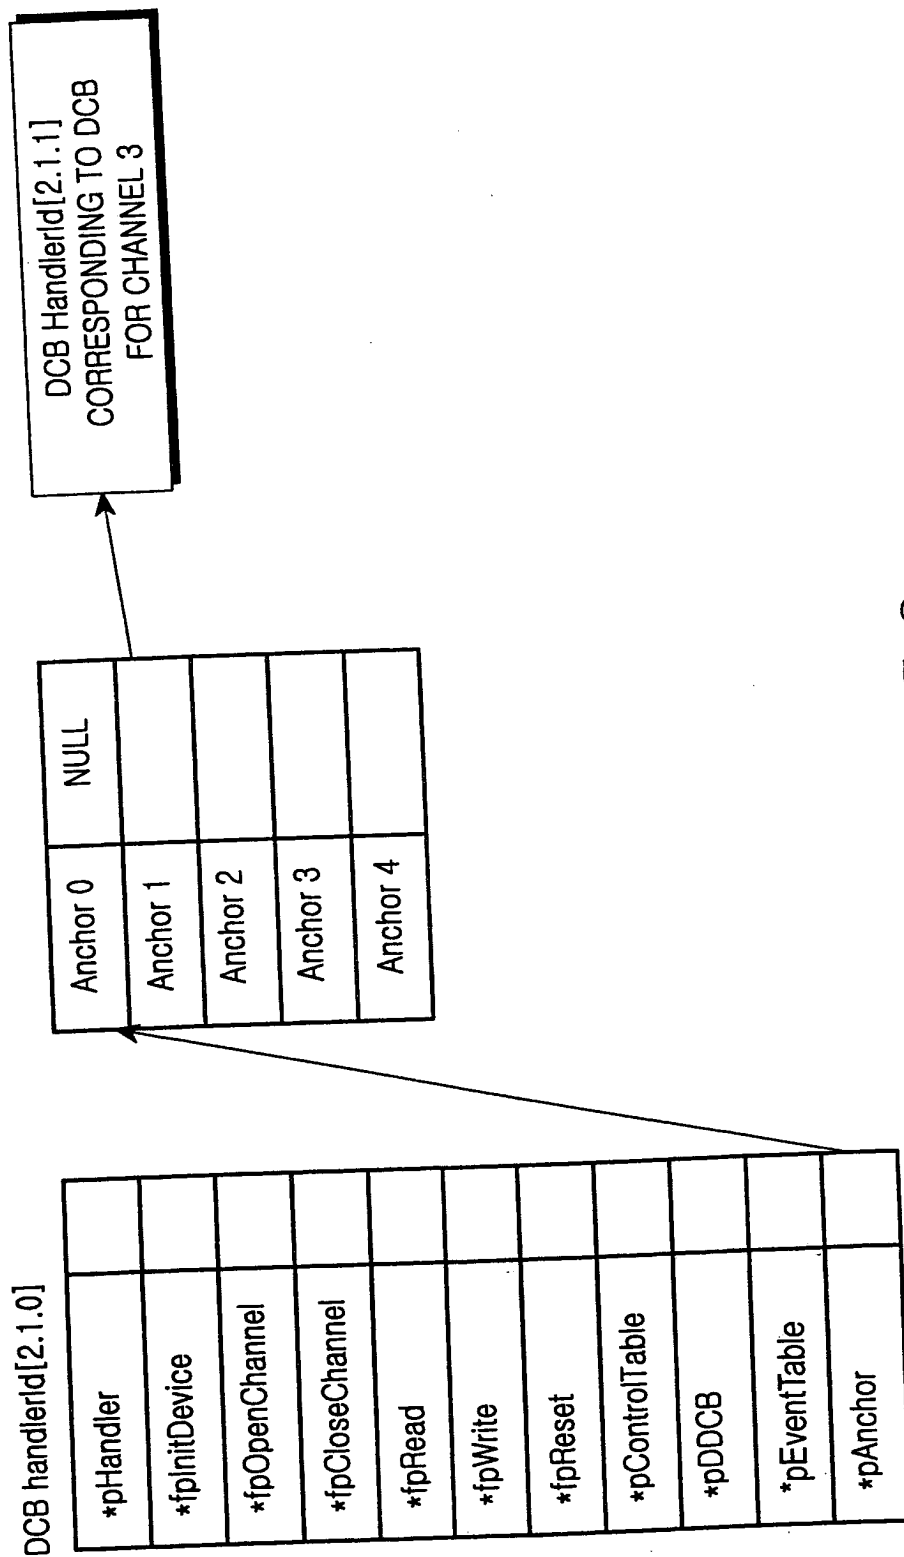 DCB handlerId[2.1.0]
*pHandler
*fpInitDevice
*fpOpenChannel
*fpCloseChannel
*fpRead
*fpWrite
*fpReset
*pControlTable
*pDDCB
*pEventTable
*pAnchor
Anchor 0 NULL
Anchor 1
Anchor 2
Anchor 3
Anchor 4
DCB HandlerId[2.1.1]
CORRESPONDING TO DCB
FOR CHANNEL 3